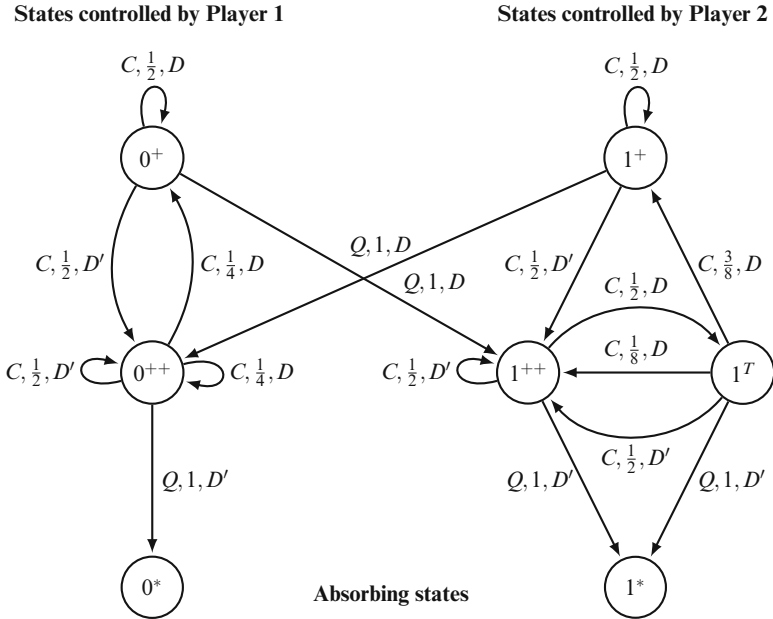 States controlled by Player 1 States controlled by Player 2
C, 1/2, D C, 1/2, D
0⁺ 1⁺
Q, 1, D
Q, 1, D
C, 1/2, D′ C, 1/4, D C, 1/2, D′ C, 3/8, D
C, 1/2, D
C, 1/8, D
C, 1/2, D′ 0⁺⁺ C, 1/4, D C, 1/2, D′ 1⁺⁺ 1ᵀ
C, 1/2, D′
Q, 1, D′ Q, 1, D′ Q, 1, D′
0* Absorbing states 1*